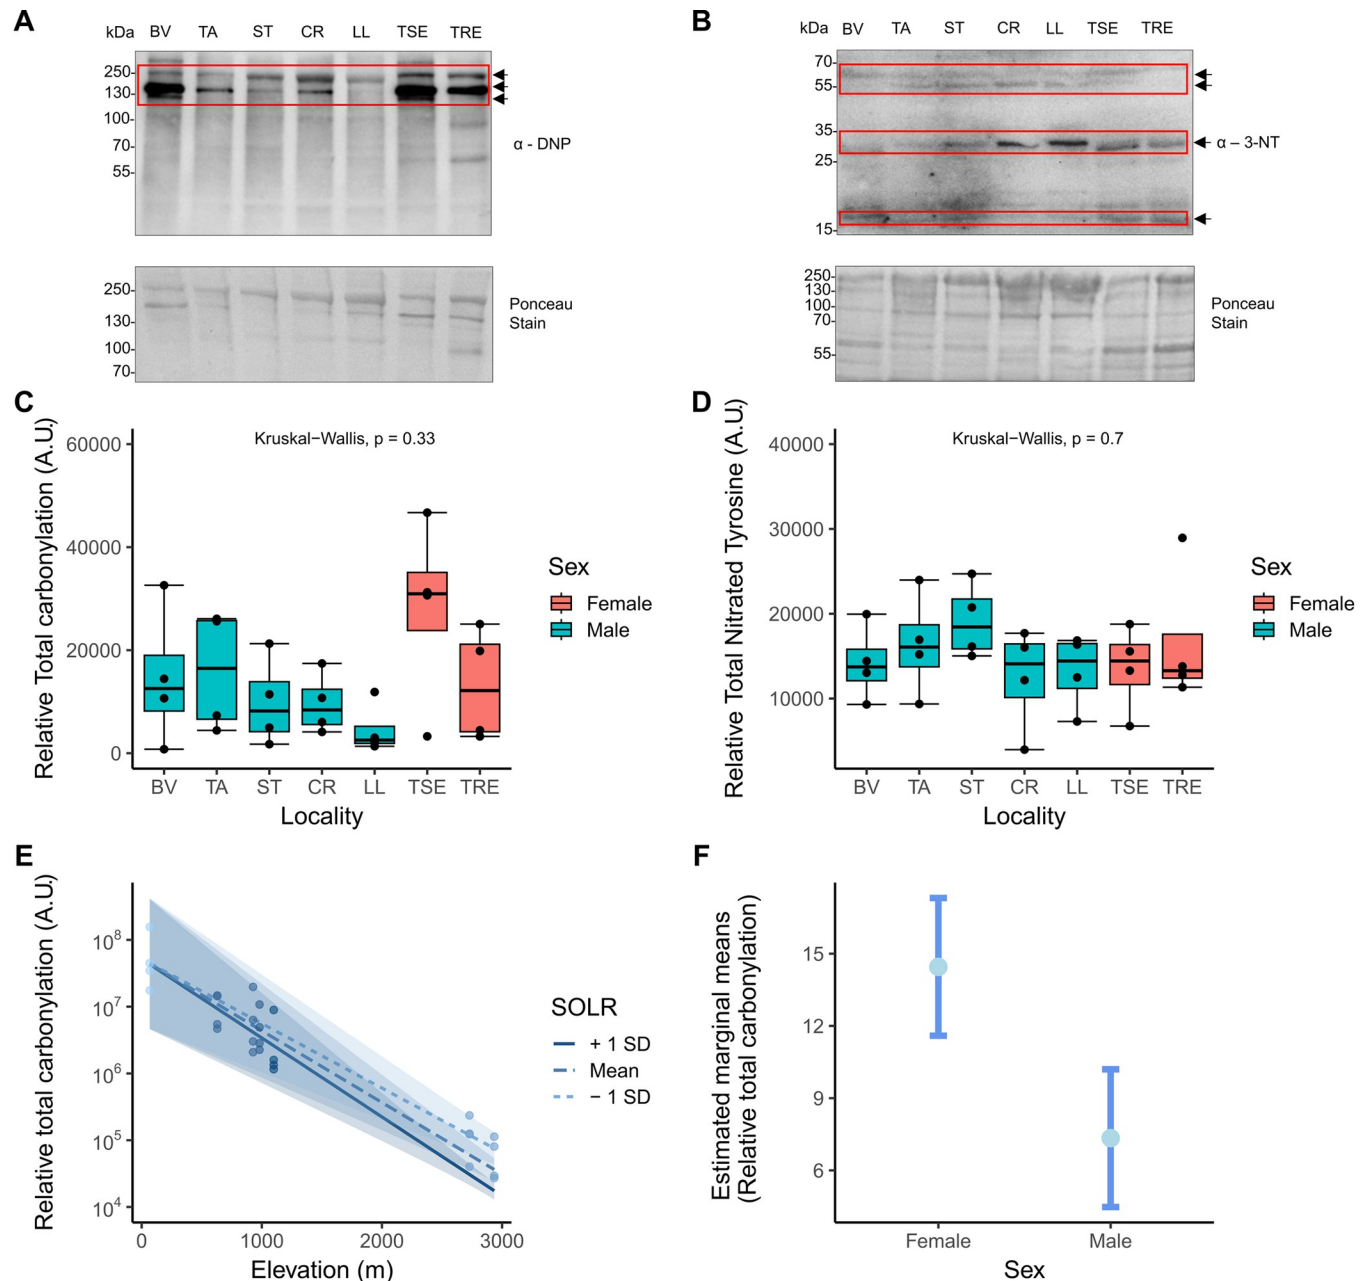 A
kDa BV TA ST CR LL TSE TRE
250-
130-
100-
70-
55-
α - DNP
250-
130-
100-
70-
Ponceau
Stain
B
kDa BV TA ST CR LL TSE TRE
70-
55-
35-
25-
15-
α – 3-NT
250-
130-
100-
70-
55-
Ponceau
Stain
C
Kruskal−Wallis, p = 0.33
Relative Total carbonylation (A.U.)
60000
40000
20000
0
BV TA ST CR LL TSE TRE
Locality
Sex
Female
Male
D
Kruskal−Wallis, p = 0.7
Relative Total Nitrated Tyrosine (A.U.)
40000
30000
20000
10000
BV TA ST CR LL TSE TRE
Locality
Sex
Female
Male
E
Relative total carbonylation (A.U.)
10⁸
10⁷
10⁶
10⁵
10⁴
0 1000 2000 3000
Elevation (m)
SOLR
+ 1 SD
Mean
− 1 SD
F
Estimated marginal means
(Relative total carbonylation)
15
12
9
6
Female Male
Sex